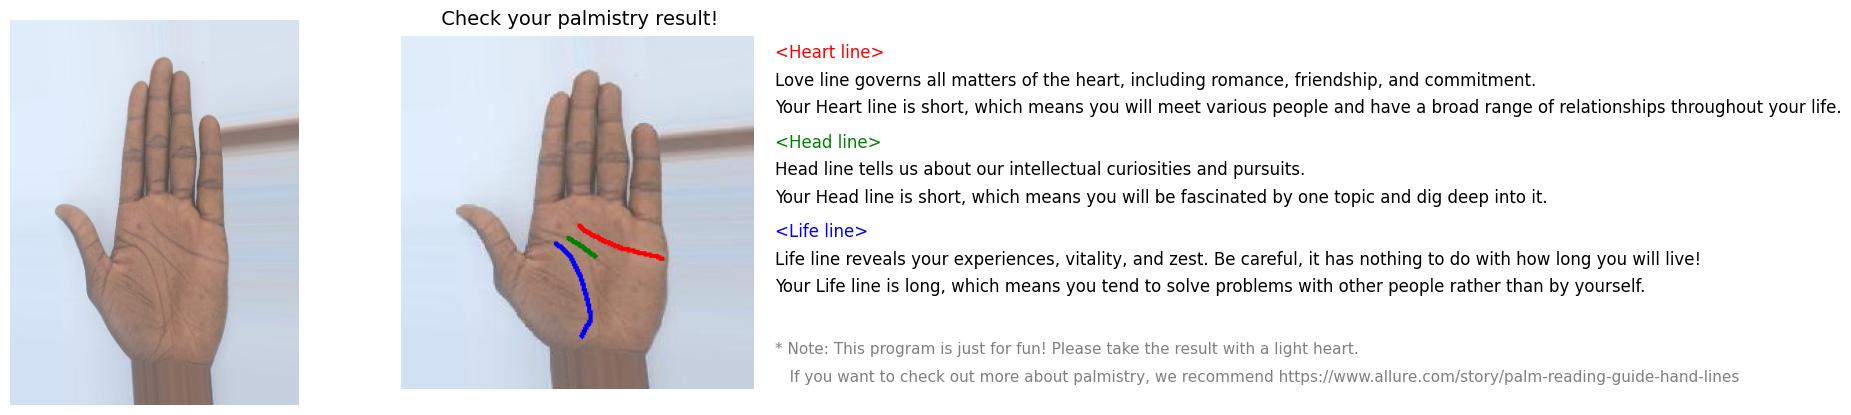 Check your palmistry result!
<Heart line>
Love line governs all matters of the heart, including romance, friendship, and commitment.
Your Heart line is short, which means you will meet various people and have a broad range of relationships throughout your life.
<Head line>
Head line tells us about our intellectual curiosities and pursuits.
Your Head line is short, which means you will be fascinated by one topic and dig deep into it.
<Life line>
Life line reveals your experiences, vitality, and zest. Be careful, it has nothing to do with how long you will live!
Your Life line is long, which means you tend to solve problems with other people rather than by yourself.
* Note: This program is just for fun! Please take the result with a light heart.
If you want to check out more about palmistry, we recommend https://www.allure.com/story/palm-reading-guide-hand-lines